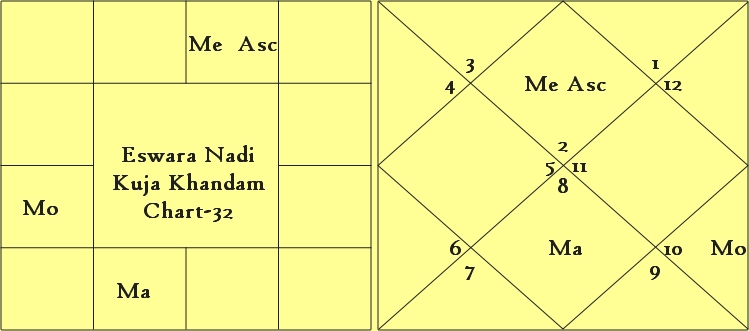 Me Asc
Eswara Nadi
Kuja Khandam
Chart-32
Mo
Ma
3
1
4
Me Asc
12
2
5
11
8
6
Ma
10
Mo
7
9